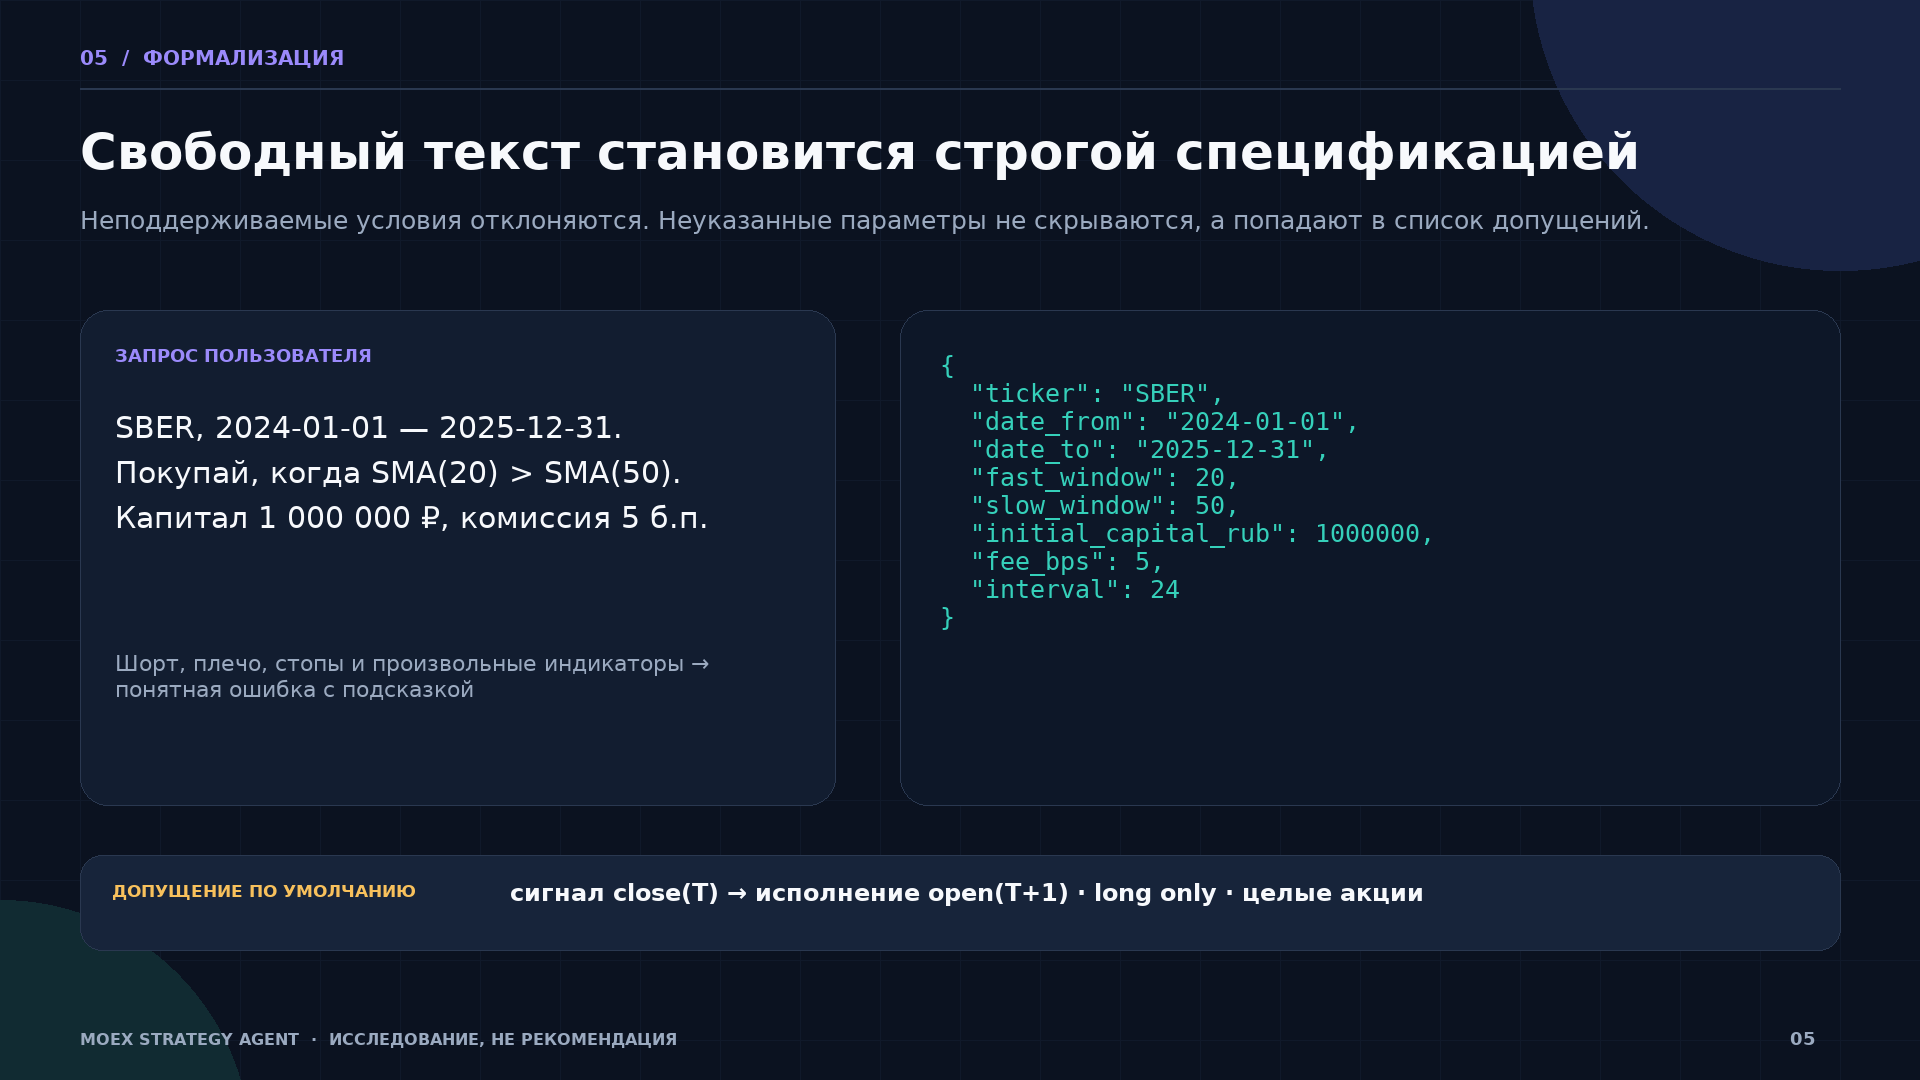 05 / ФОРМАЛИЗАЦИЯ
Свободный текст становится строгой спецификацией
Неподдерживаемые условия отклоняются. Неуказанные параметры не скрываются, а попадают в список допущений.
ЗАПРОС ПОЛЬЗОВАТЕЛЯ
SBER, 2024-01-01 — 2025-12-31.
Покупай, когда SMA(20) > SMA(50).
Капитал 1 000 000 ₽, комиссия 5 б.п.
Шорт, плечо, стопы и произвольные индикаторы →
понятная ошибка с подсказкой
{
  "ticker": "SBER",
  "date_from": "2024-01-01",
  "date_to": "2025-12-31",
  "fast_window": 20,
  "slow_window": 50,
  "initial_capital_rub": 1000000,
  "fee_bps": 5,
  "interval": 24
}
ДОПУЩЕНИЕ ПО УМОЛЧАНИЮ
сигнал close(T) → исполнение open(T+1) · long only · целые акции
MOEX STRATEGY AGENT · ИССЛЕДОВАНИЕ, НЕ РЕКОМЕНДАЦИЯ
05